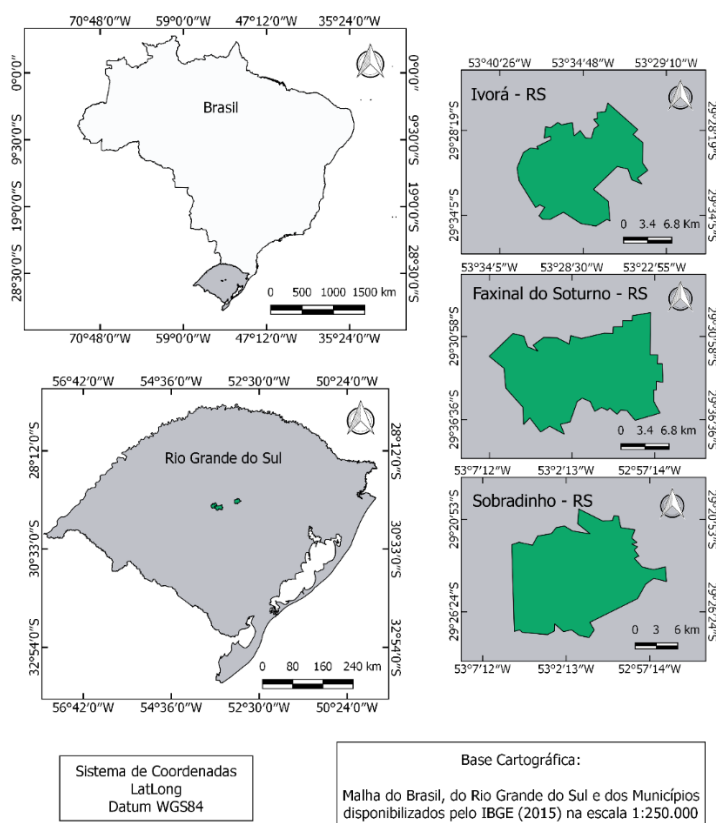 70°48'0"W 59°0'0"W 47°12'0"W 35°24'0"W
0°0'0"
9°30'0"S
19°0'0"S
28°30'0"S
Brasil
0°0'0"
9°30'0"S
19°0'0"S
28°30'0"S
0 500 1000 1500 km
70°48'0"W 59°0'0"W 47°12'0"W 35°24'0"W
56°42'0"W 54°36'0"W 52°30'0"W 50°24'0"W
28°12'0"S
30°33'0"S
32°54'0"S
Rio Grande do Sul
28°12'0"S
30°33'0"S
32°54'0"S
0 80 160 240 km
56°42'0"W 54°36'0"W 52°30'0"W 50°24'0"W
53°40'26"W 53°34'48"W 53°29'10"W
Ivorá - RS
29°28'19"S
29°34'5"S
29°28'19"S
29°34'5"S
0 3.4 6.8 Km
53°34'5"W 53°28'30"W 53°22'55"W
Faxinal do Soturno - RS
29°30'58"S
29°36'36"S
29°30'58"S
29°36'36"S
0 3.4 6.8 km
53°7'12"W 53°2'13"W 52°57'14"W
Sobradinho - RS
29°20'53"S
29°26'24"S
29°20'53"S
29°26'24"S
0 3 6 km
53°7'12"W 53°2'13"W 52°57'14"W
Sistema de Coordenadas
LatLong
Datum WGS84
Base Cartográfica:
Malha do Brasil, do Rio Grande do Sul e dos Municípios
disponibilizados pelo IBGE (2015) na escala 1:250.000